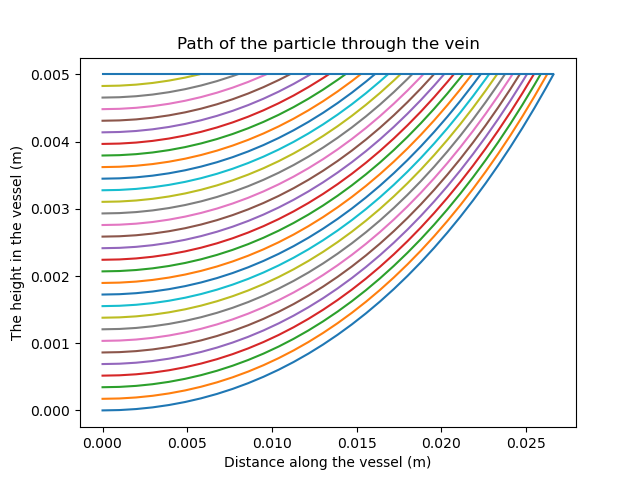 Path of the particle through the vein
The height in the vessel (m)
0.005
0.004
0.003
0.002
0.001
0.000
0.000 0.005 0.010 0.015 0.020 0.025
Distance along the vessel (m)